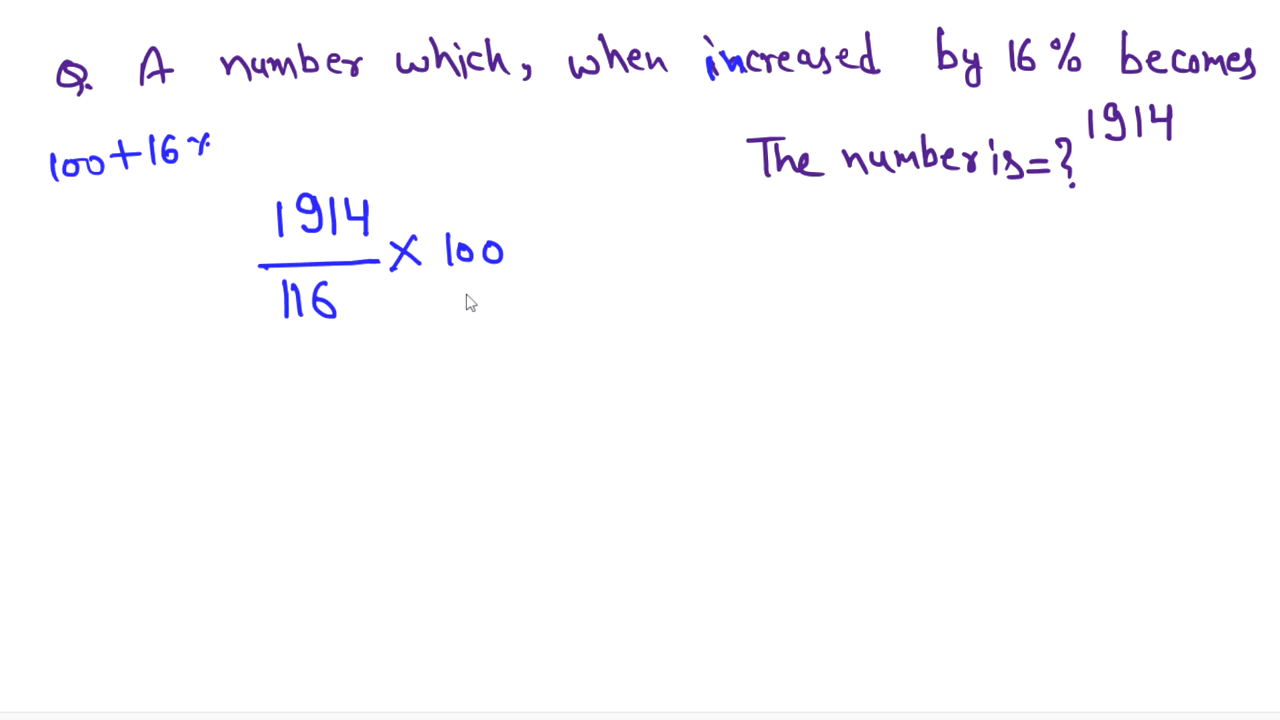 Q. A number which, when increased by 16% becomes
1914
100+16%
The number is=?
1914
116
× 100